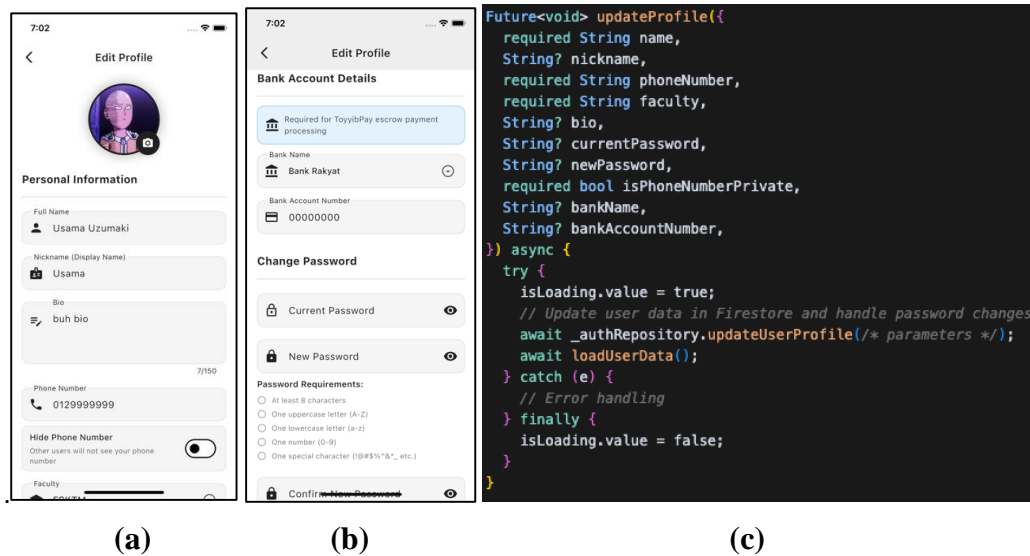 7:02
Edit Profile
Personal Information
Full Name
Usama Uzumaki
Nickname (Display Name)
Usama
Bio
buh bio
7/150
Phone Number
0129999999
Hide Phone Number
Other users will not see your phone
number
Faculty
FSKTM
7:02
Edit Profile
Bank Account Details
Required for ToyyibPay escrow payment
processing
Bank Name
Bank Rakyat
Bank Account Number
00000000
Change Password
Current Password
New Password
Password Requirements:
At least 8 characters
One uppercase letter (A-Z)
One lowercase letter (a-z)
One number (0-9)
One special character (!@#$%^&*_ etc.)
Confirm New Password
Future<void> updateProfile({
  required String name,
  String? nickname,
  required String phoneNumber,
  required String faculty,
  String? bio,
  String? currentPassword,
  String? newPassword,
  required bool isPhoneNumberPrivate,
  String? bankName,
  String? bankAccountNumber,
}) async {
  try {
    isLoading.value = true;
    // Update user data in Firestore and handle password changes
    await _authRepository.updateUserProfile(/* parameters */);
    await loadUserData();
  } catch (e) {
    // Error handling
  } finally {
    isLoading.value = false;
  }
}
.
(a) (b) (c)